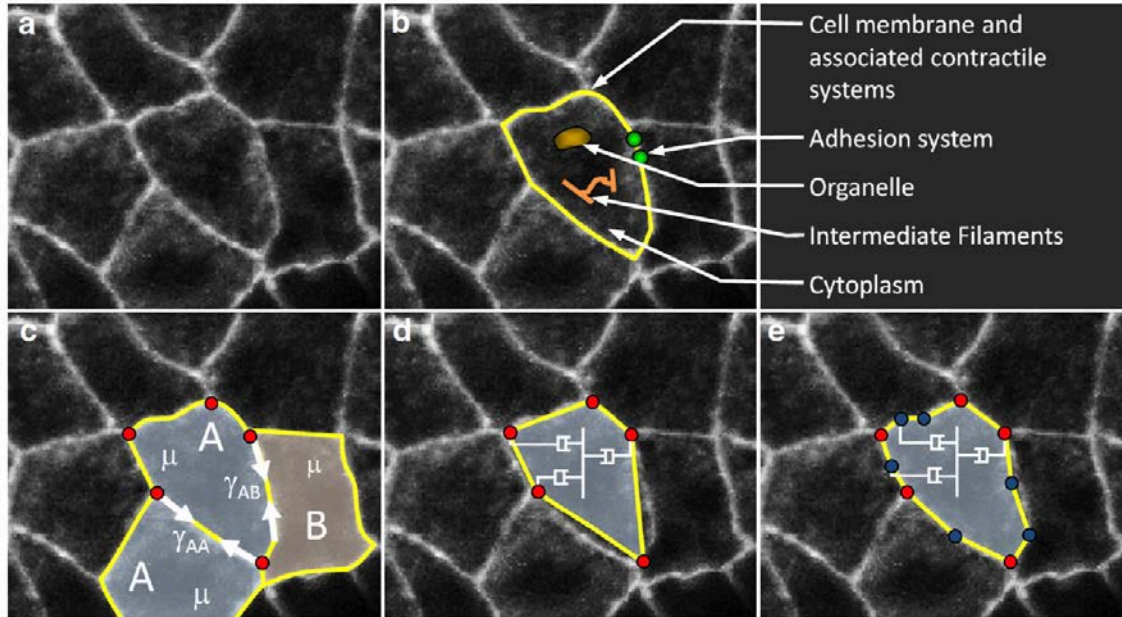 a
b
Cell membrane and
associated contractile
systems
Adhesion system
Organelle
Intermediate Filaments
Cytoplasm
c
A
μ
μ
γAB
B
γAA
A
μ
d
e